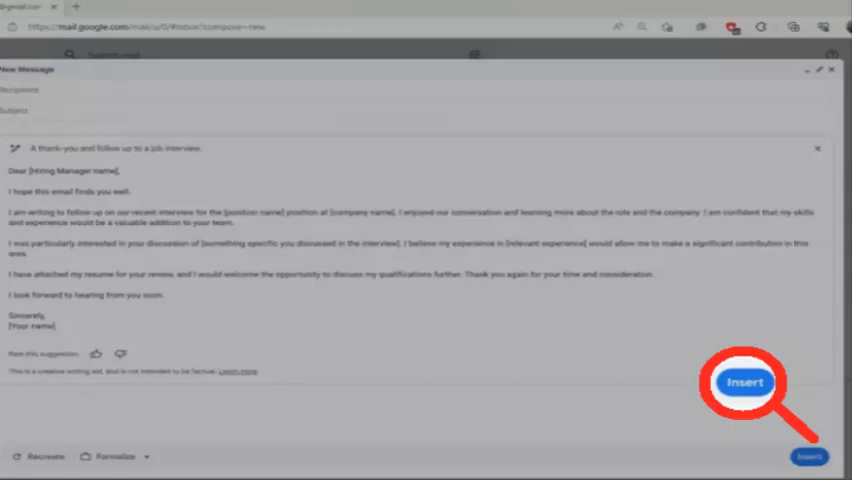 @gmail.com
https://mail.google.com/mail/u/0/#inbox?compose=new
Search mail
New Message
Recipients
Subject
A thank-you and follow up to a job interview.
Dear [Hiring Manager name],
I hope this email finds you well.
I am writing to follow up on our recent interview for the [position name] position at [company name]. I enjoyed our conversation and learning more about the role and the company. I am confident that my skills
and experience would be a valuable addition to your team.
I was particularly interested in your discussion of [something specific you discussed in the interview]. I believe my experience in [relevant experience] would allow me to make a significant contribution in this
area.
I have attached my resume for your review, and I would welcome the opportunity to discuss my qualifications further. Thank you again for your time and consideration.
I look forward to hearing from you soon.
Sincerely,
[Your name]
Rate this suggestion:
This is a creative writing aid, and is not intended to be factual. Learn more
Insert
Recreate
Formalize
Insert